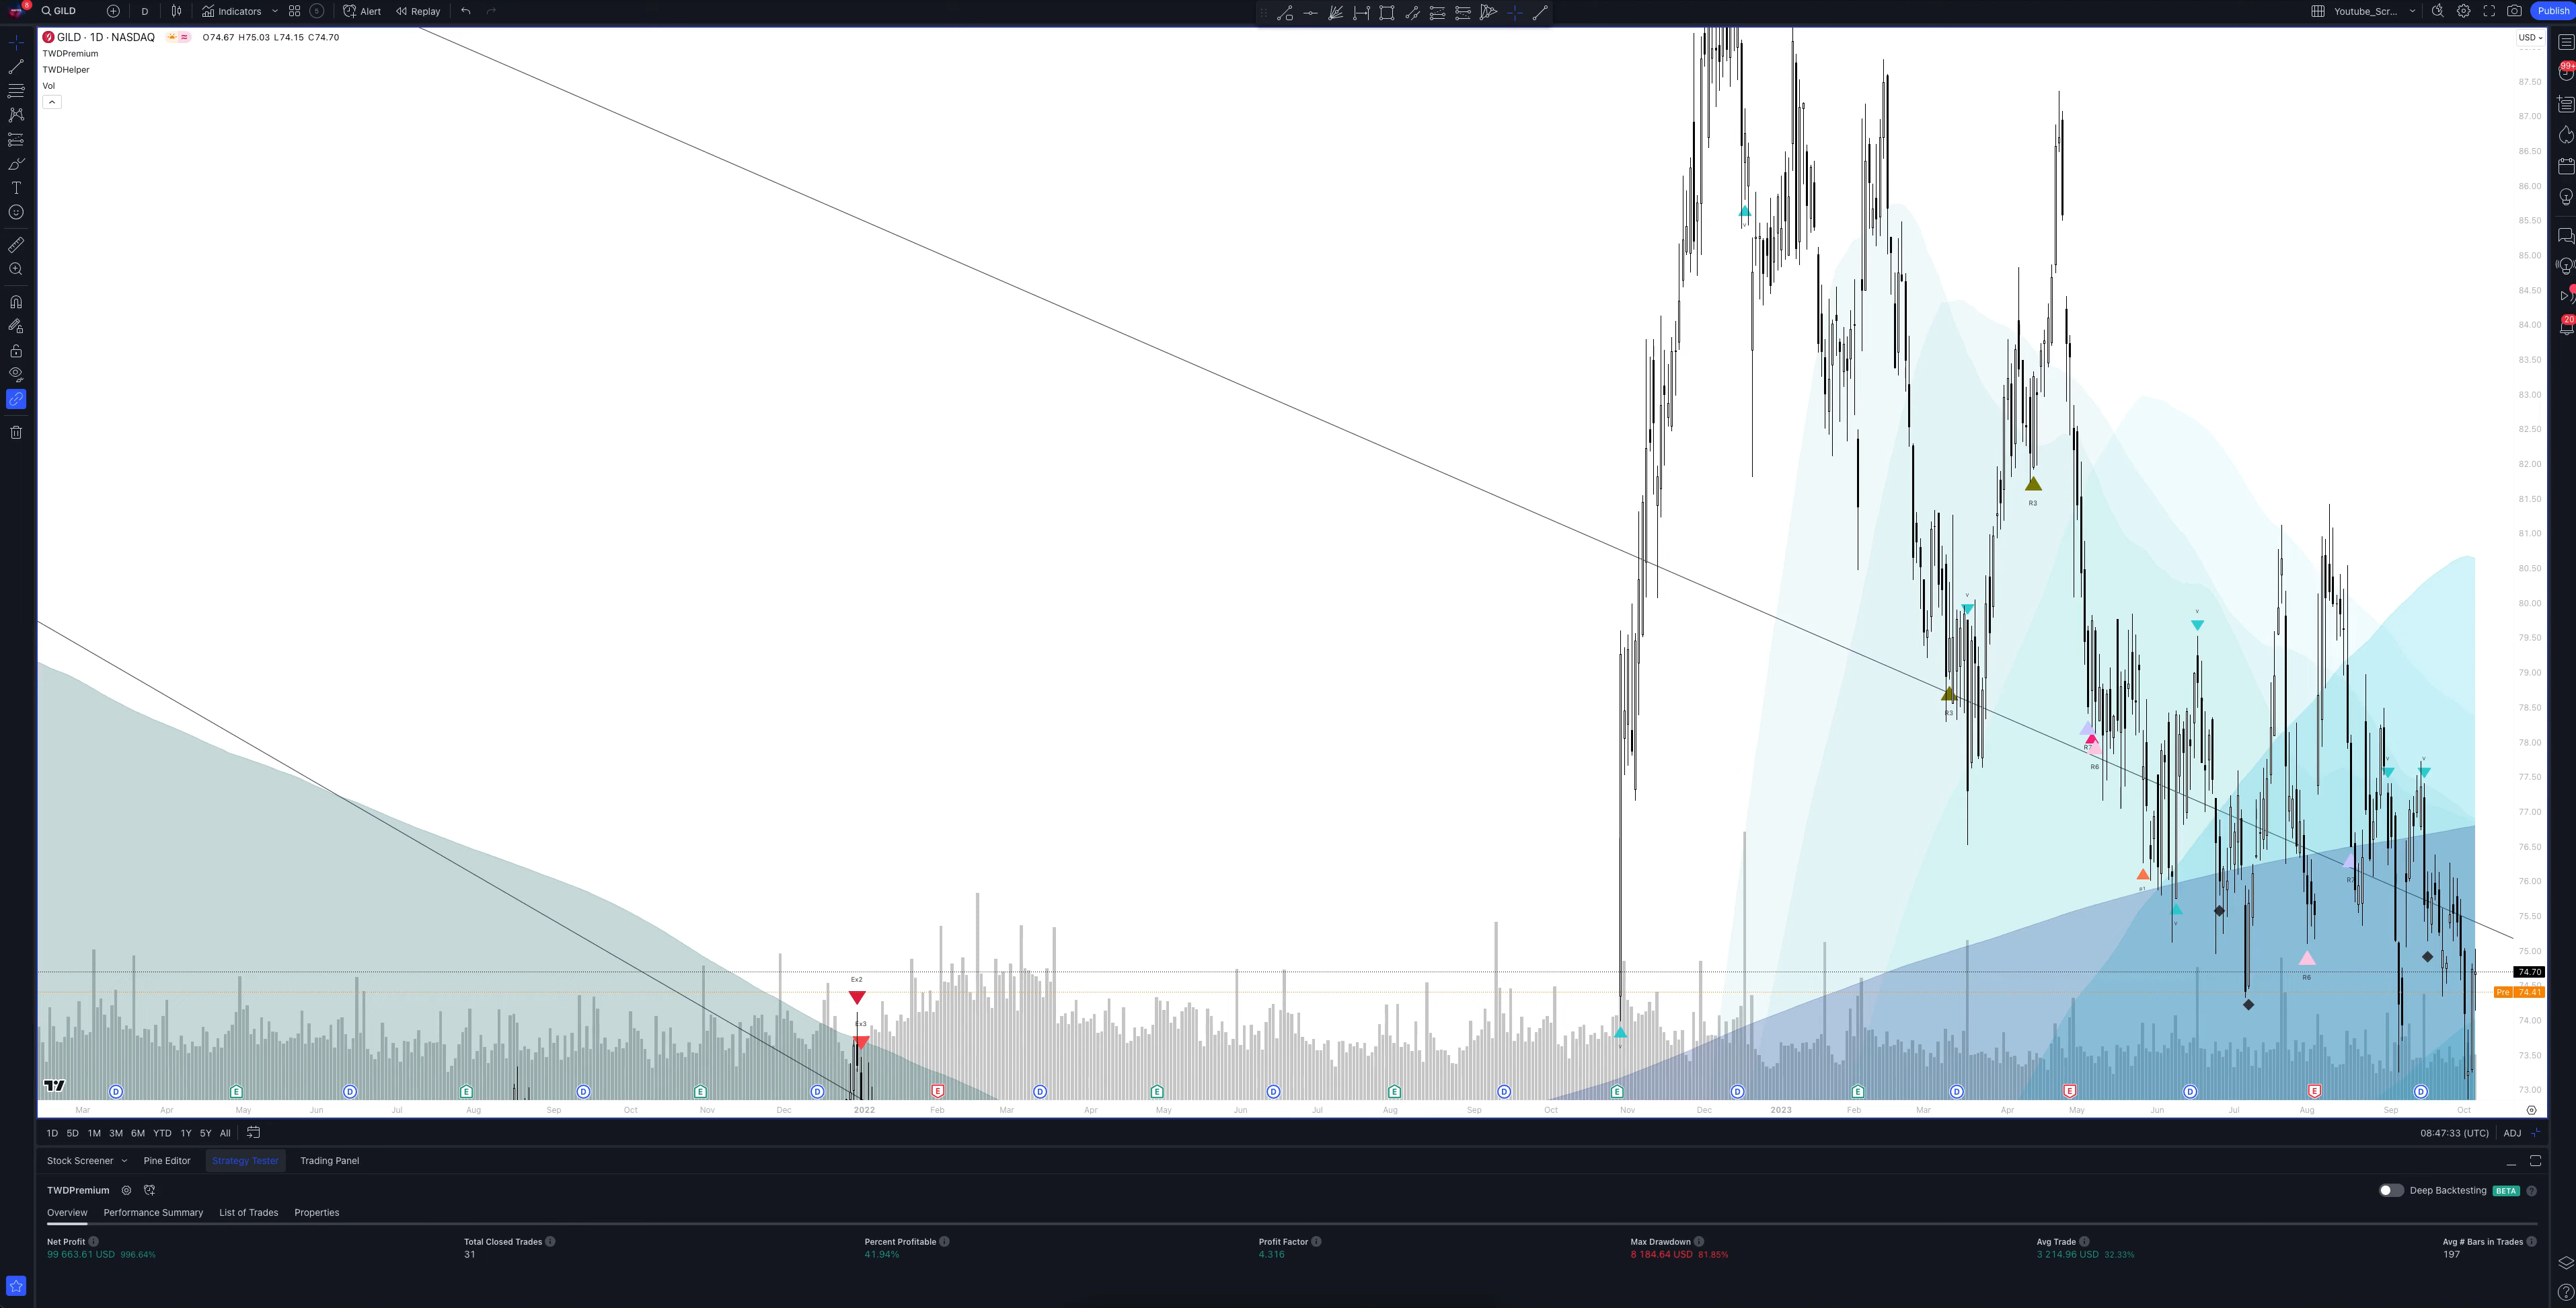 8
GILD D Indicators 5 Alert Replay Youtube_Scr... Publish
GILD · 1D · NASDAQ O74.67 H75.03 L74.15 C74.70
USD
TWDPremium
TWDHelper
Vol
99+
20
87.50
87.00
86.50
86.00
85.50
85.00
84.50
84.00
83.50
83.00
82.50
82.00
81.50
81.00
80.50
80.00
79.50
79.00
78.50
78.00
77.50
77.00
76.50
76.00
75.50
75.00
74.70
Pre 74.41
74.00
73.50
73.00
R3
R3
v
v
R7
R6
e1
R7
R6
v
v
Ex2
Ex3
D E D E D E D E D E D E D E D E D E D E D
Mar Apr May Jun Jul Aug Sep Oct Nov Dec 2022 Feb Mar Apr May Jun Jul Aug Sep Oct Nov Dec 2023 Feb Mar Apr May Jun Jul Aug Sep Oct
1D 5D 1M 3M 6M YTD 1Y 5Y All 08:47:33 (UTC) ADJ
Stock Screener Pine Editor Strategy Tester Trading Panel
TWDPremium Deep Backtesting BETA
Overview Performance Summary List of Trades Properties
Net Profit Total Closed Trades Percent Profitable Profit Factor Max Drawdown Avg Trade Avg # Bars in Trades
99 663.61 USD 996.64% 31 41.94% 4.316 8 184.64 USD 81.85% 3 214.96 USD 32.33% 197